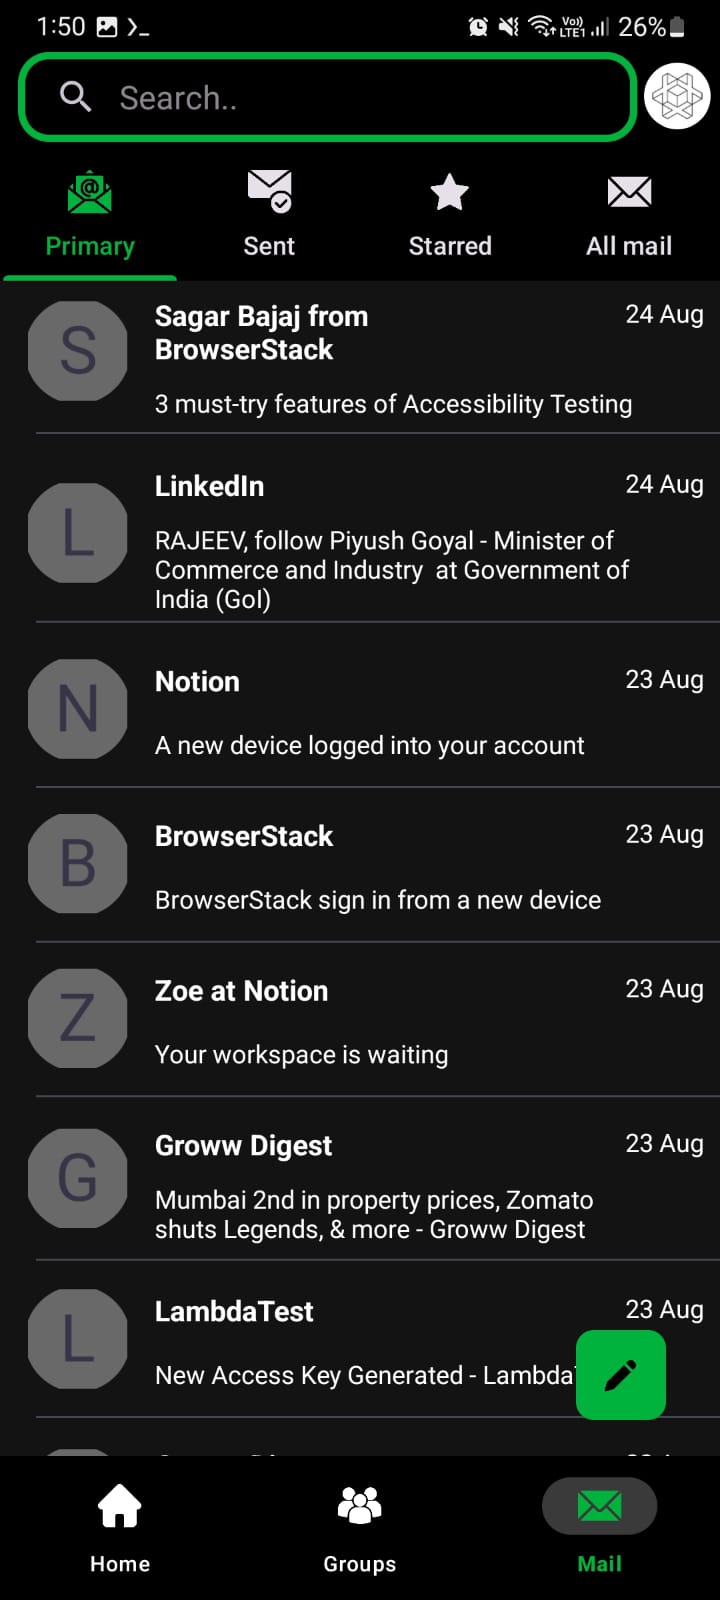 1:50
Vo)) LTE1 26%
Search..
Primary Sent Starred All mail
S Sagar Bajaj from 24 Aug
BrowserStack
3 must-try features of Accessibility Testing
L LinkedIn 24 Aug
RAJEEV, follow Piyush Goyal - Minister of
Commerce and Industry at Government of
India (GoI)
N Notion 23 Aug
A new device logged into your account
B BrowserStack 23 Aug
BrowserStack sign in from a new device
Z Zoe at Notion 23 Aug
Your workspace is waiting
G Groww Digest 23 Aug
Mumbai 2nd in property prices, Zomato
shuts Legends, & more - Groww Digest
L LambdaTest 23 Aug
New Access Key Generated - Lambda
Home Groups Mail